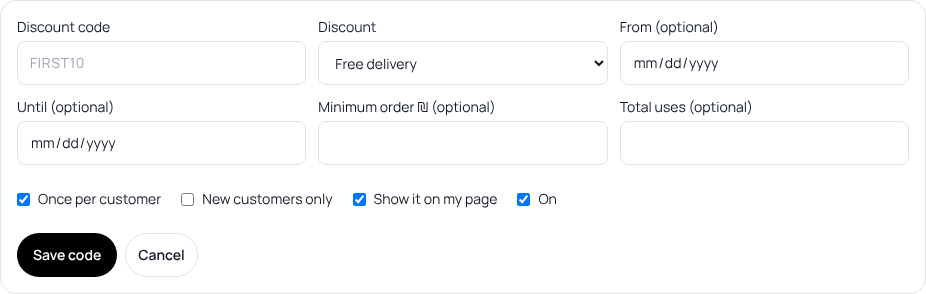 Discount code
Discount
From (optional)
FIRST10
Free delivery
mm/dd/yyyy
Until (optional)
Minimum order ₪ (optional)
Total uses (optional)
mm/dd/yyyy
Once per customer
New customers only
Show it on my page
On
Save code
Cancel